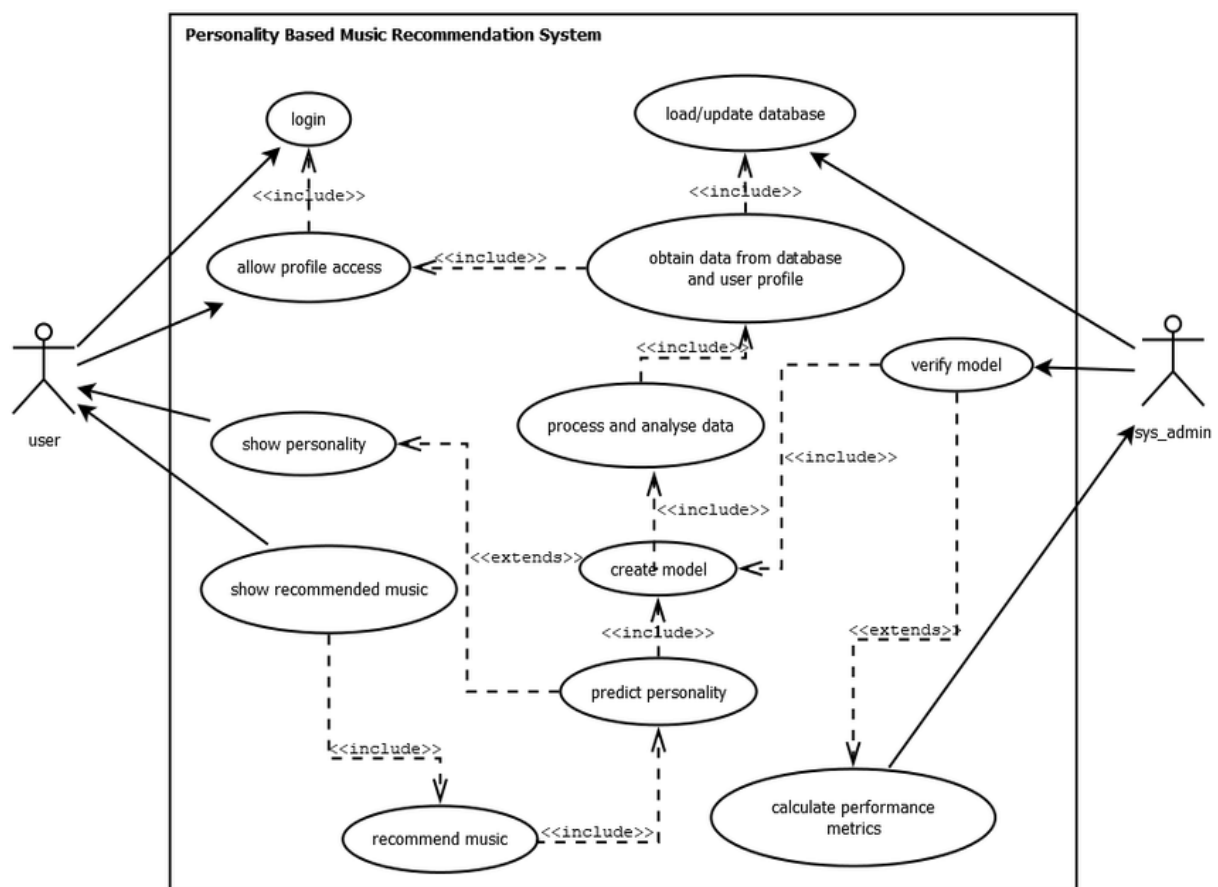 Personality Based Music Recommendation System
login
load/update database
<<include>>
<<include>>
allow profile access
<<include>>
obtain data from database
and user profile
<<include>>
verify model
user
show personality
process and analyse data
sys_admin
<<include>>
<<include>>
<<extends>>
create model
show recommended music
<<include>>
<<extends>>
predict personality
<<include>>
calculate performance
metrics
recommend music
<<include>>